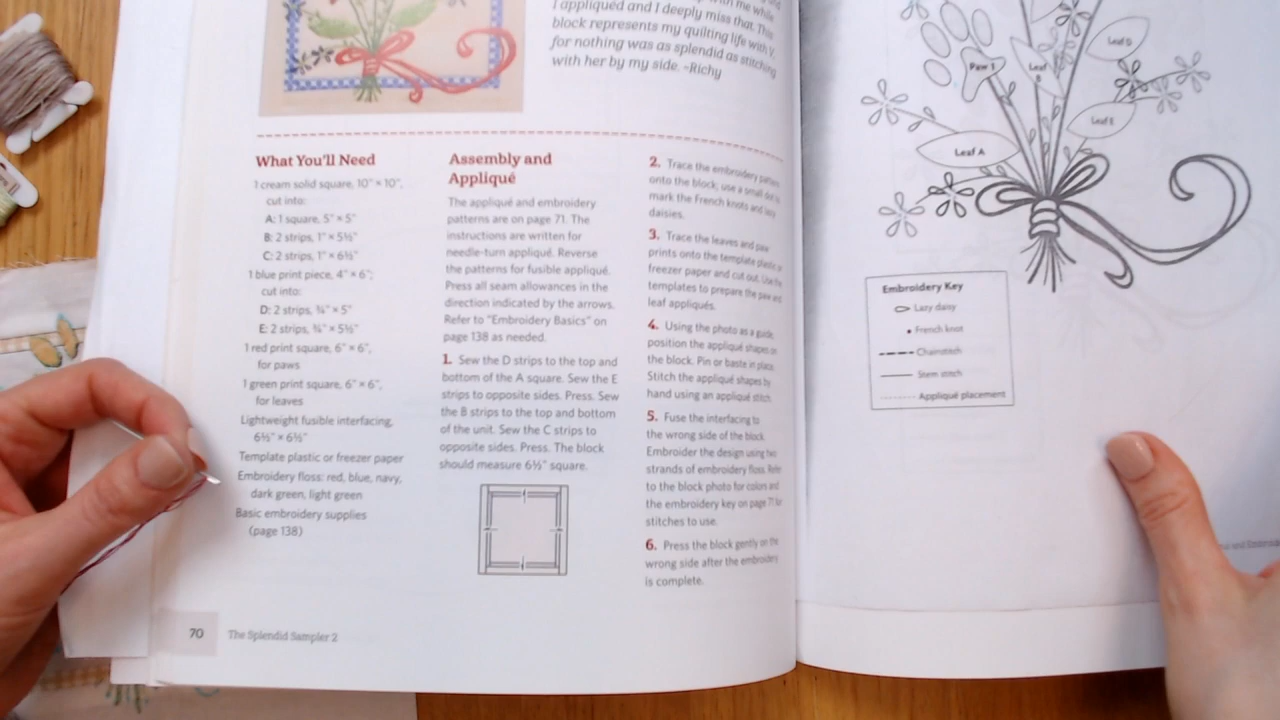 with me while
I appliquéd and I deeply miss that. This
block represents my quilting life with V,
for nothing was as splendid as stitching
with her by my side. ~Richy
What You'll Need
1 cream solid square, 10" × 10",
cut into:
A: 1 square, 5" × 5"
B: 2 strips, 1" × 5½"
C: 2 strips, 1" × 6½"
1 blue print piece, 4" × 6";
cut into:
D: 2 strips, ¾" × 5"
E: 2 strips, ¾" × 5½"
1 red print square, 6" × 6",
for paws
1 green print square, 6" × 6",
for leaves
Lightweight fusible interfacing,
6½" × 6½"
Template plastic or freezer paper
Embroidery floss: red, blue, navy,
dark green, light green
Basic embroidery supplies
(page 138)
70
The Splendid Sampler 2
Assembly and
Appliqué
The appliqué and embroidery
patterns are on page 71. The
instructions are written for
needle-turn appliqué. Reverse
the patterns for fusible appliqué.
Press all seam allowances in the
direction indicated by the arrows.
Refer to "Embroidery Basics" on
page 138 as needed.
1. Sew the D strips to the top and
bottom of the A square. Sew the E
strips to opposite sides. Press. Sew
the B strips to the top and bottom
of the unit. Sew the C strips to
opposite sides. Press. The block
should measure 6½" square.
2. Trace the embroidery pattern
onto the block; use a small dot to
mark the French knots and lazy
daisies.
3. Trace the leaves and paw
prints onto the template plastic or
freezer paper and cut out. Use the
templates to prepare the paw and
leaf appliqués.
4. Using the photo as a guide,
position the appliqué shapes on
the block. Pin or baste in place.
Stitch the appliqué shapes by
hand using an appliqué stitch.
5. Fuse the interfacing to
the wrong side of the block.
Embroider the design using two
strands of embroidery floss. Refer
to the block photo for colors and
the embroidery key on page 71 for
stitches to use.
6. Press the block gently on the
wrong side after the embroidery
is complete.
Leaf D
Paw 1
Leaf
B
Leaf E
Leaf A
Embroidery Key
Lazy daisy
French knot
Chainstitch
Stem stitch
Appliqué placement